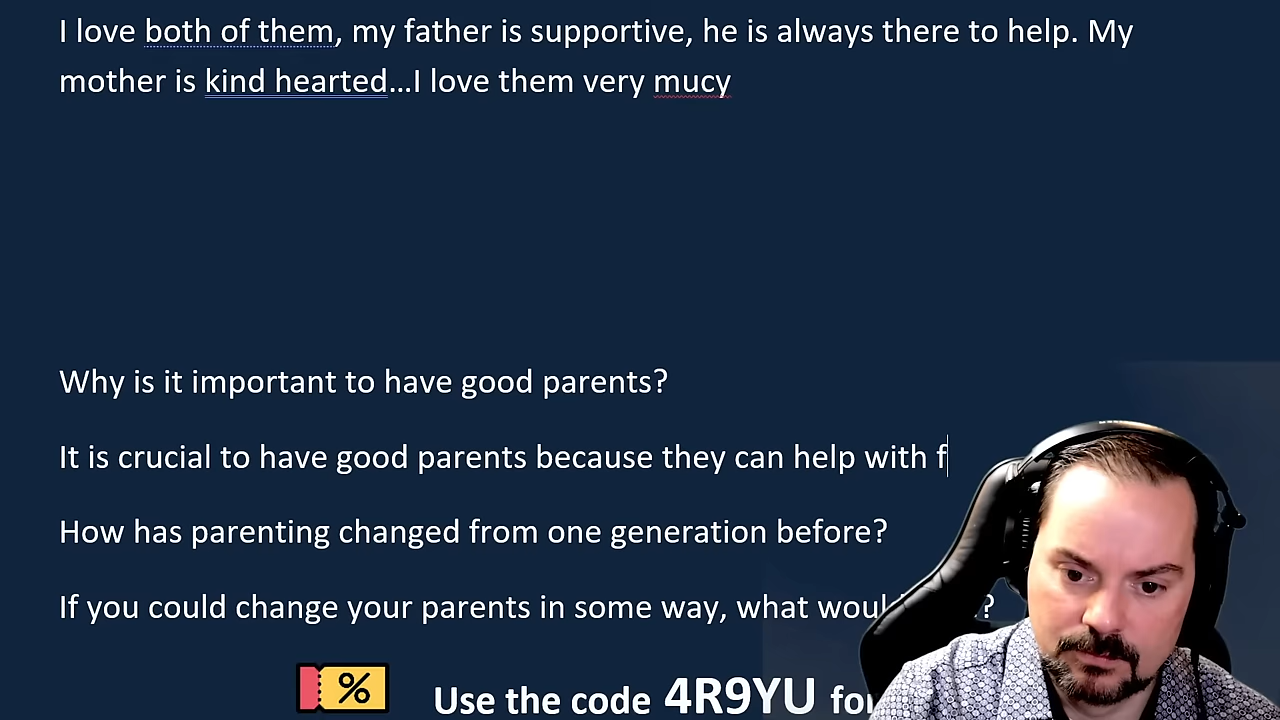 I love both of them, my father is supportive, he is always there to help. My
mother is kind hearted…I love them very mucy
Why is it important to have good parents?
It is crucial to have good parents because they can help with f
How has parenting changed from one generation before?
If you could change your parents in some way, what ?
% Use the code 4R9YU for